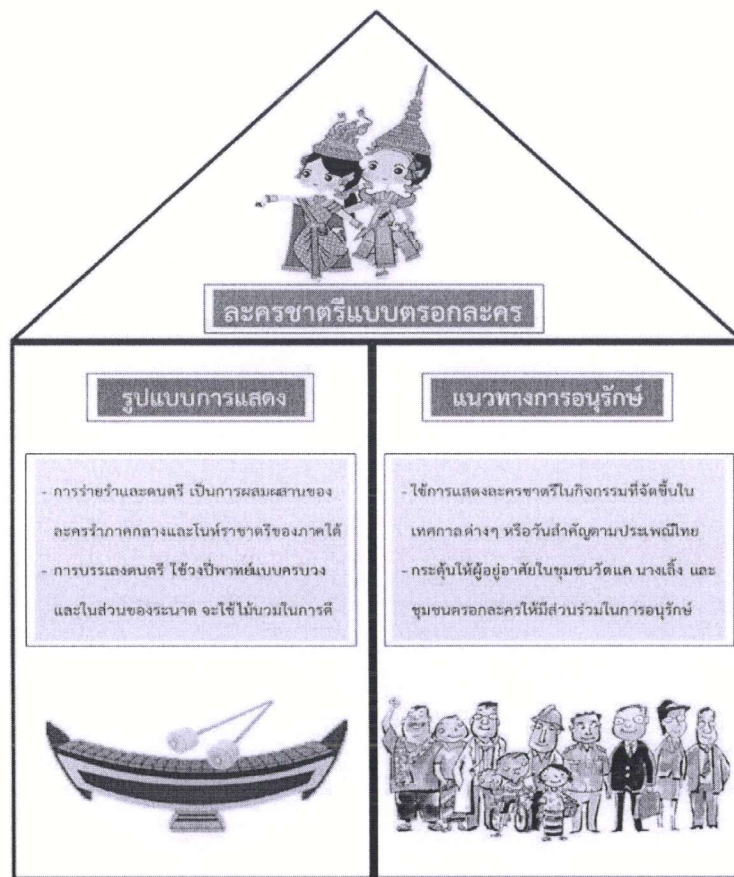 ละครชาตรีแบบตรอกละคร
รูปแบบการแสดง
- การร่ายรำและดนตรี เป็นการผสมผสานของ
ละครรำภาคกลางและโนห์ราชาตรีของภาคใต้
- การบรรเลงดนตรี ใช้วงปี่พาทย์แบบครบวง
และในส่วนของระนาด จะใช้ไม้นวมในการตี
แนวทางการอนุรักษ์
- ใช้การแสดงละครชาตรีในกิจกรรมที่จัดขึ้นใน
เทศกาลต่างๆ หรือวันสำคัญตามประเพณีไทย
- กระตุ้นให้ผู้อยู่อาศัยในชุมชนวัดแค นางเลิ้ง และ
ชุมชนตรอกละครให้มีส่วนร่วมในการอนุรักษ์